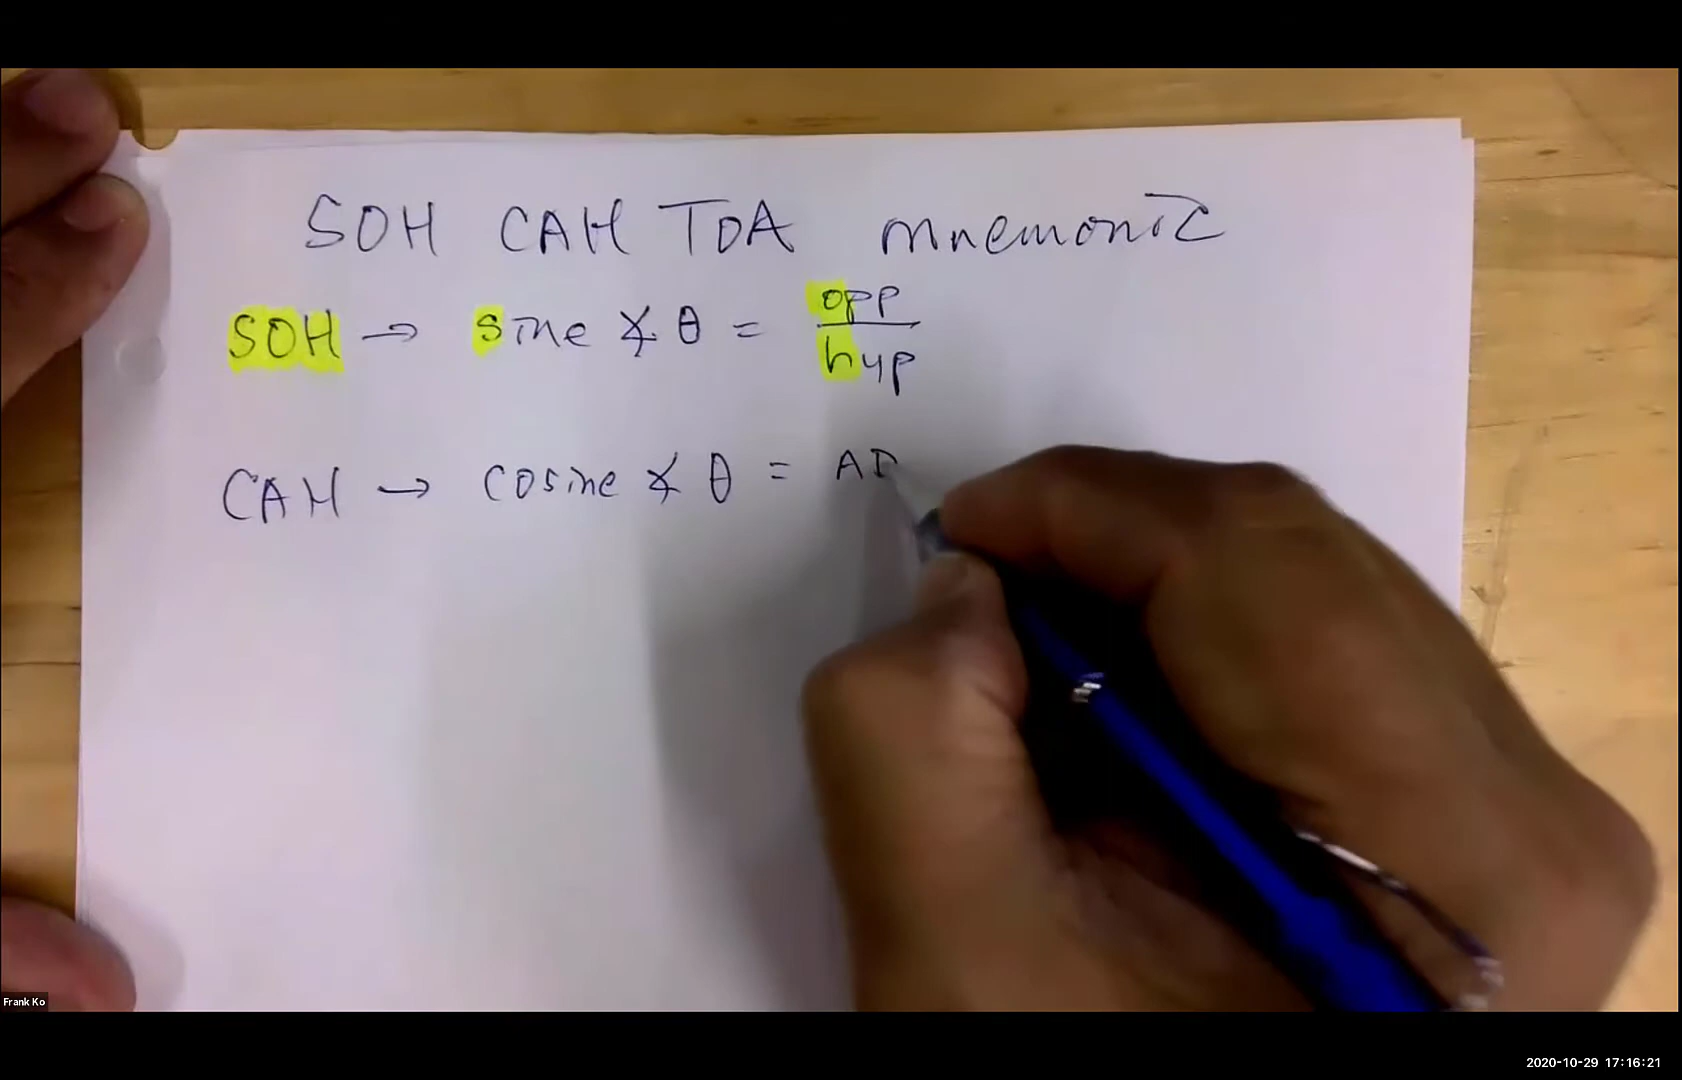 SOH CAH TOA mnemonic
SOH → sine ∡ θ = opp
hyp
CAH → cosine ∡ θ = AD
Frank Ko
2020-10-29 17:16:21